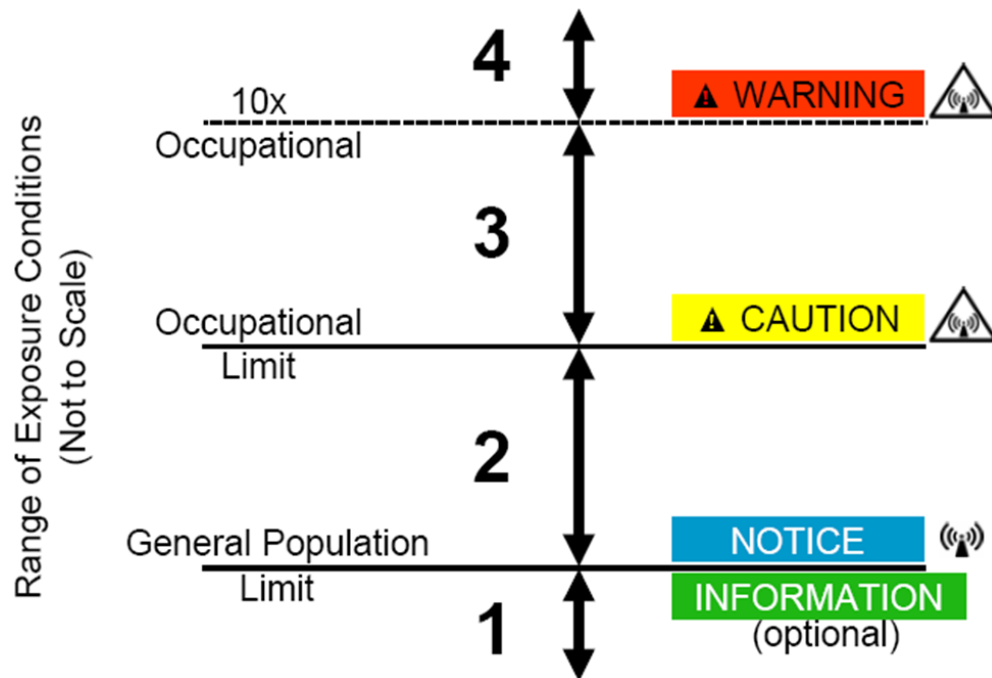 4
10x
WARNING
Occupational
3
Occupational
CAUTION
Limit
2
General Population
NOTICE
Limit
INFORMATION
(optional)
1
Range of Exposure Conditions
(Not to Scale)